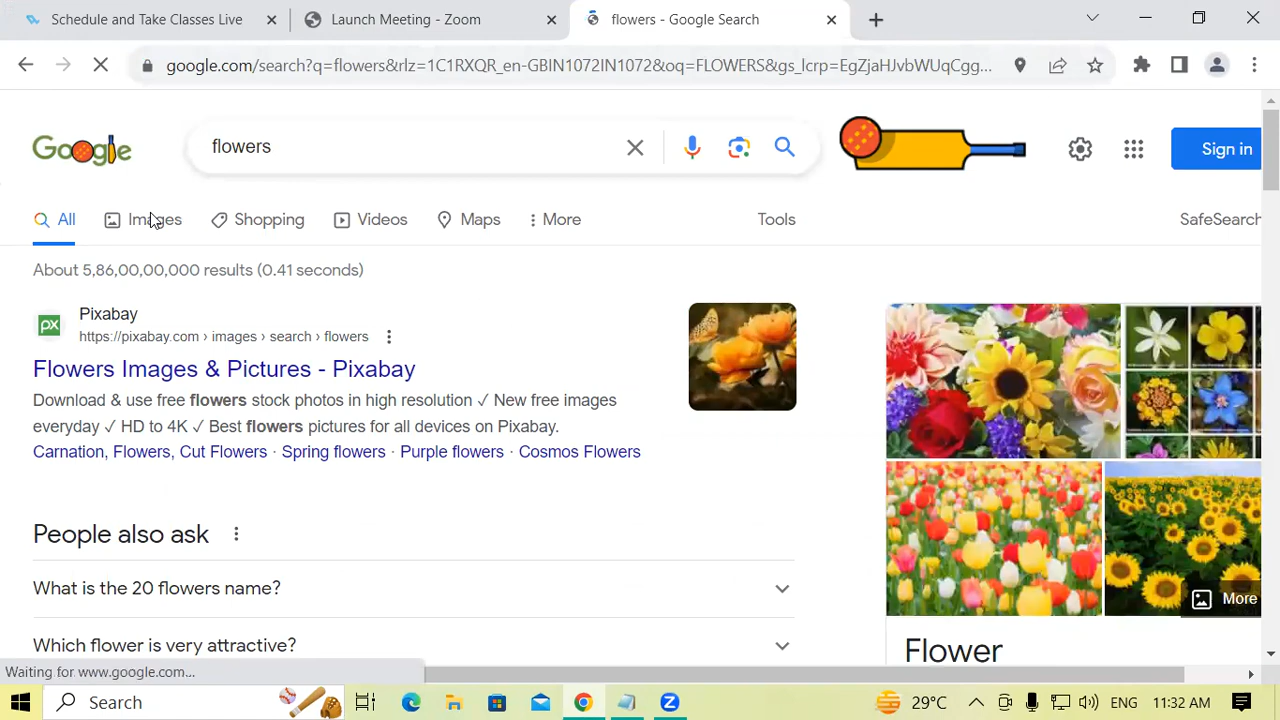 Schedule and Take Classes Live
Launch Meeting - Zoom
flowers - Google Search
google.com/search?q=flowers&rlz=1C1RXQR_en-GBIN1072IN1072&oq=FLOWERS&gs_lcrp=EgZjaHJvbWUqCgg...
Google
flowers
Sign in
All
Images
Shopping
Videos
Maps
More
Tools
SafeSearch
About 5,86,00,00,000 results (0.41 seconds)
Pixabay
https://pixabay.com › images › search › flowers
Flowers Images & Pictures - Pixabay
Download & use free flowers stock photos in high resolution ✓ New free images
everyday ✓ HD to 4K ✓ Best flowers pictures for all devices on Pixabay.
Carnation, Flowers, Cut Flowers · Spring flowers · Purple flowers · Cosmos Flowers
People also ask
What is the 20 flowers name?
Which flower is very attractive?
More
Flower
Waiting for www.google.com...
Search
29°C
ENG
11:32 AM